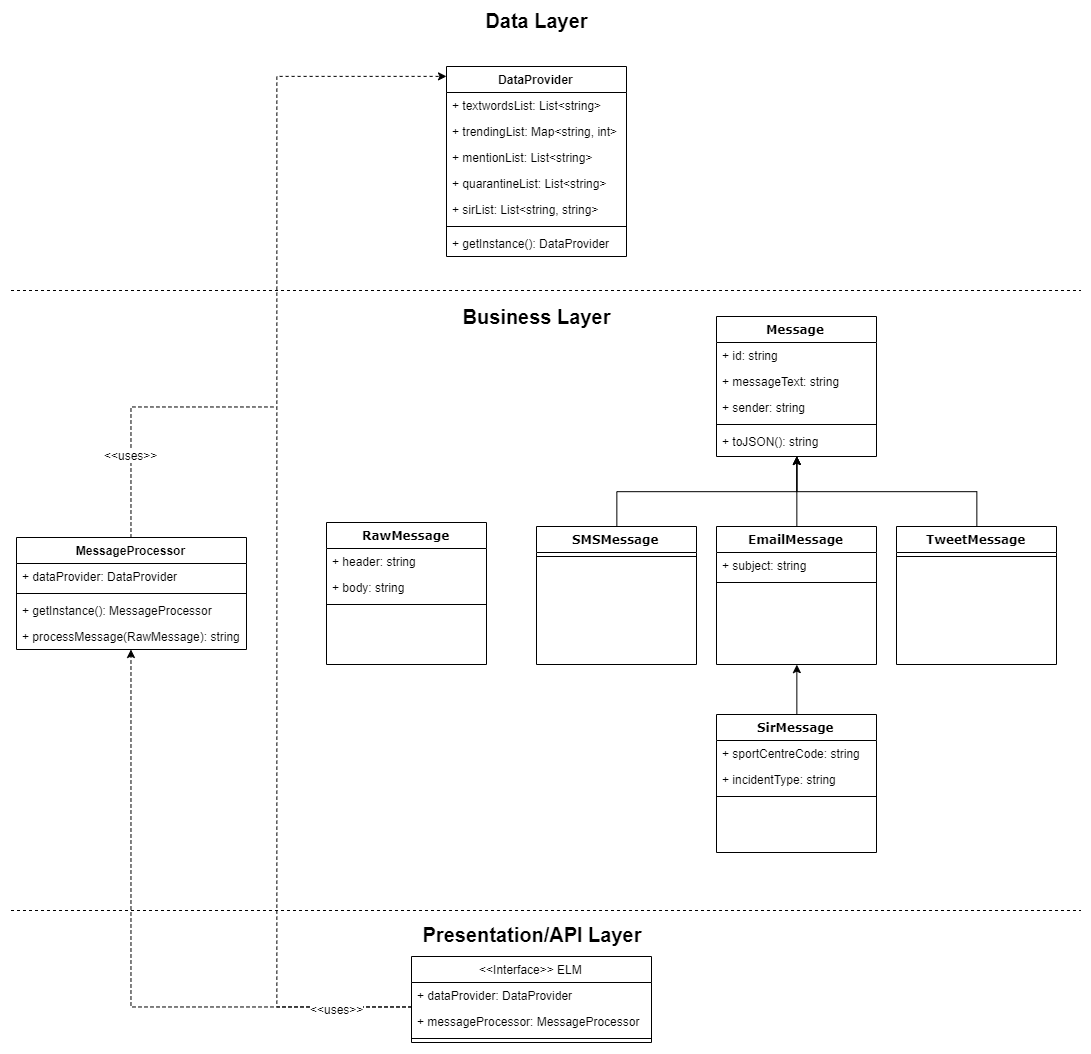 Data Layer
DataProvider
+ textwordsList: List<string>
+ trendingList: Map<string, int>
+ mentionList: List<string>
+ quarantineList: List<string>
+ sirList: List<string, string>
+ getInstance(): DataProvider
Business Layer
Message
+ id: string
+ messageText: string
+ sender: string
+ toJSON(): string
<<uses>>
MessageProcessor
+ dataProvider: DataProvider
+ getInstance(): MessageProcessor
+ processMessage(RawMessage): string
RawMessage
+ header: string
+ body: string
SMSMessage
EmailMessage
+ subject: string
TweetMessage
SirMessage
+ sportCentreCode: string
+ incidentType: string
Presentation/API Layer
<<Interface>> ELM
+ dataProvider: DataProvider
+ messageProcessor: MessageProcessor
<<uses>>